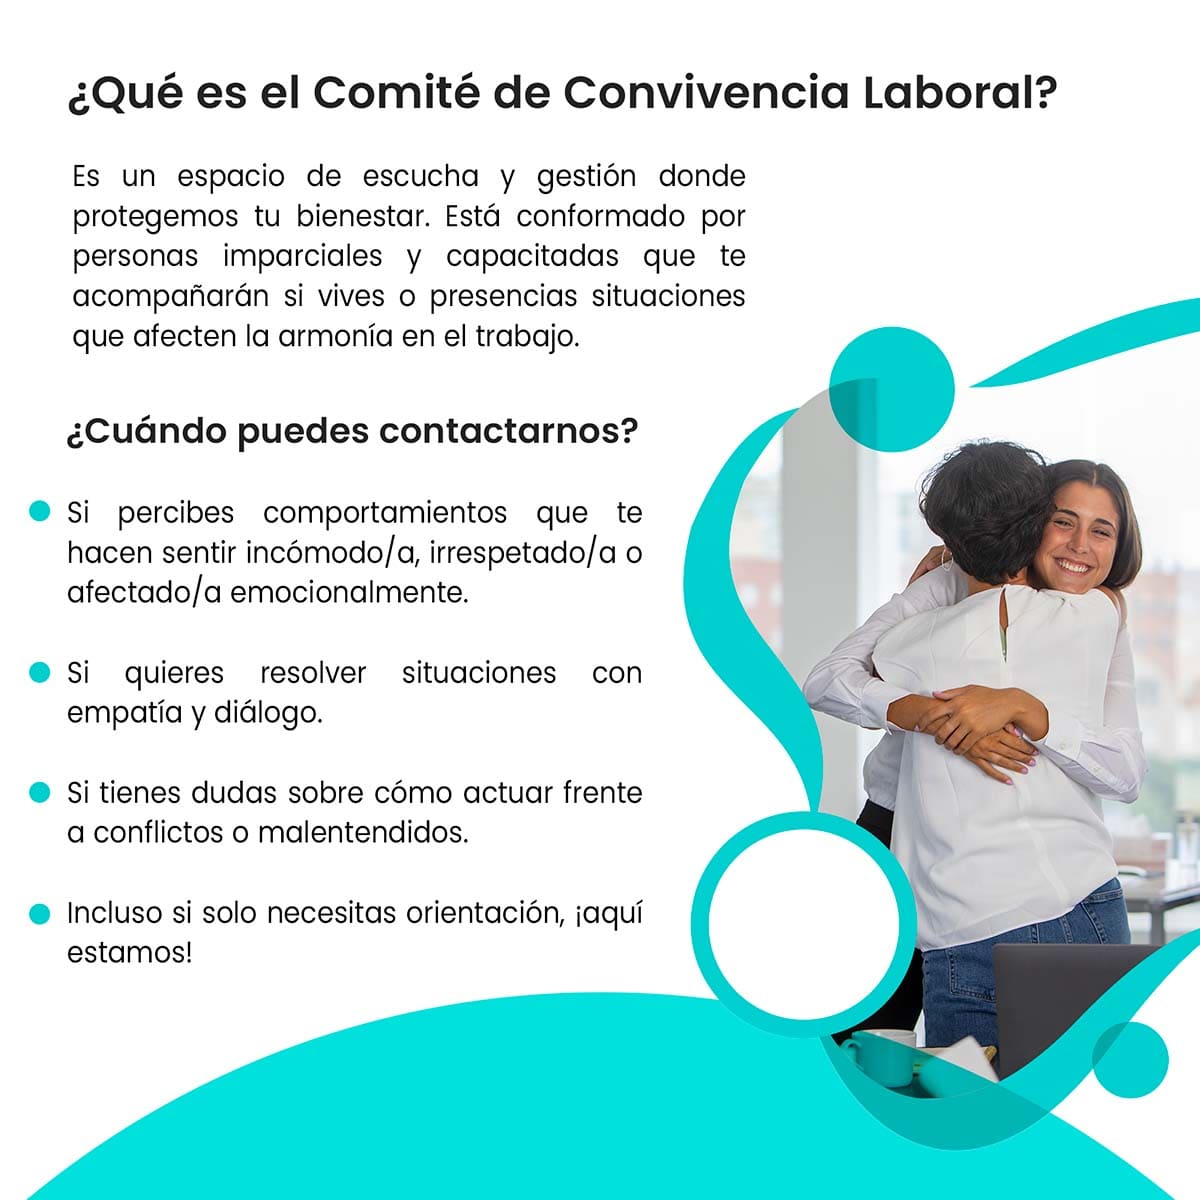 ¿Qué es el Comité de Convivencia Laboral?
Es un espacio de escucha y gestión donde
protegemos tu bienestar. Está conformado por
personas imparciales y capacitadas que te
acompañarán si vives o presencias situaciones
que afecten la armonía en el trabajo.
¿Cuándo puedes contactarnos?
Si percibes comportamientos que te
hacen sentir incómodo/a, irrespetado/a o
afectado/a emocionalmente.
Si quieres resolver situaciones con
empatía y diálogo.
Si tienes dudas sobre cómo actuar frente
a conflictos o malentendidos.
Incluso si solo necesitas orientación, ¡aquí
estamos!